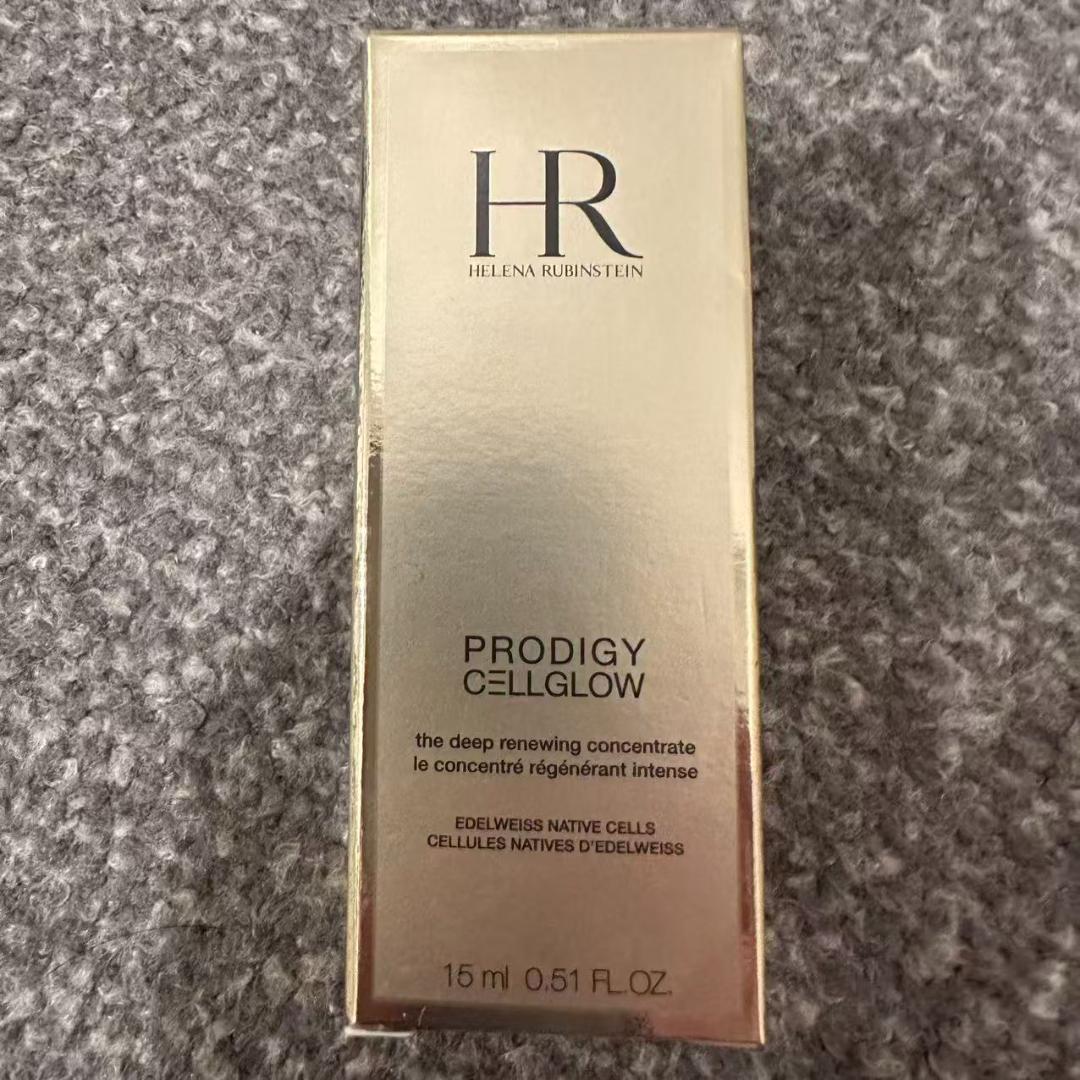 HR
HELENA RUBINSTEIN
PRODIGY
CELLGLOW
the deep renewing concentrate
le concentré régénérant intense
EDELWEISS NATIVE CELLS
CELLULES NATIVES D'EDELWEISS
15 ml 0.51 FL.OZ.